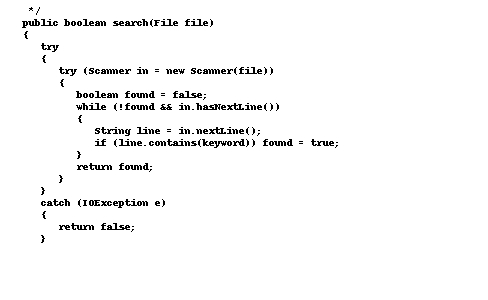 */
public boolean search(File file)
{
try
{
try (Scanner in = new Scanner(file))
{
boolean found = false;
while (!found && in.hasNextLine())
{
String line = in.nextLine();
if (line.contains(keyword)) found = true;
}
return found;
}
}
catch (IOException e)
{
return false;
}